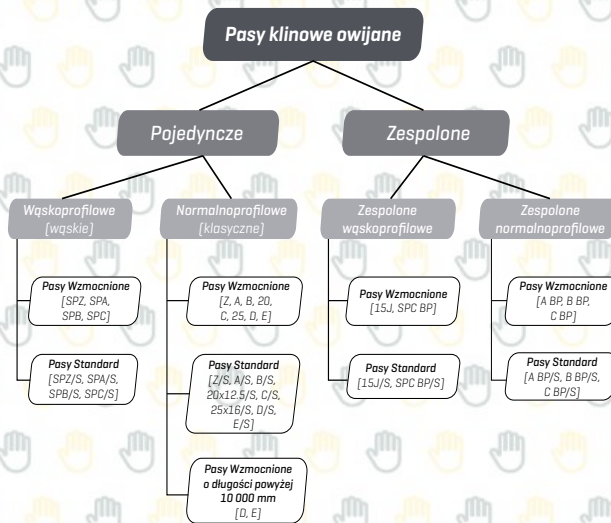 Pasy klinowe owijane
Pojedyncze
Zespolone
Wąskoprofilowe
[wąskie]
Normalnoprofilowe
[klasyczne]
Zespolone
wąskoprofilowe
Zespolone
normalnoprofilowe
Pasy Wzmocnione
[SPZ, SPA,
SPB, SPC]
Pasy Wzmocnione
[Z, A, B, 20,
C, 25, D, E]
Pasy Wzmocnione
[15J, SPC BP]
Pasy Wzmocnione
[A BP, B BP,
C BP]
Pasy Standard
[SPZ/S, SPA/S,
SPB/S, SPC/S]
Pasy Standard
[Z/S, A/S, B/S,
20x12.5/S, C/S,
25x16/S, D/S,
E/S]
Pasy Standard
[15J/S, SPC BP/S]
Pasy Standard
[A BP/S, B BP/S,
C BP/S]
Pasy Wzmocnione
o długości powyżej
10 000 mm
[D, E]